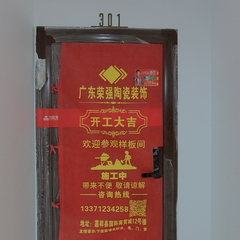 301
广东荣强陶瓷装饰
开工大吉
欢迎参观样板间
施工中
带来不便 敬请谅解
咨询热线
13371234258